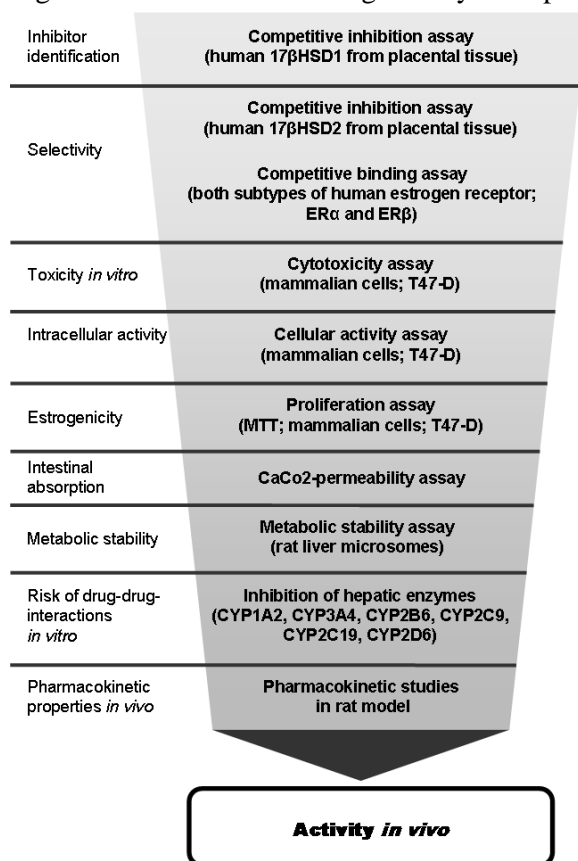 Inhibitor
identification
Competitive inhibition assay
(human 17βHSD1 from placental tissue)
Selectivity
Competitive inhibition assay
(human 17βHSD2 from placental tissue)
Competitive binding assay
(both subtypes of human estrogen receptor;
ERα and ERβ)
Toxicity in vitro
Cytotoxicity assay
(mammalian cells; T47-D)
Intracellular activity
Cellular activity assay
(mammalian cells; T47-D)
Estrogenicity
Proliferation assay
(MTT; mammalian cells; T47-D)
Intestinal
absorption
CaCo2-permeability assay
Metabolic stability
Metabolic stability assay
(rat liver microsomes)
Risk of drug-drug-
interactions
in vitro
Inhibition of hepatic enzymes
(CYP1A2, CYP3A4, CYP2B6, CYP2C9,
CYP2C19, CYP2D6)
Pharmacokinetic
properties in vivo
Pharmacokinetic studies
in rat model
Activity in vivo